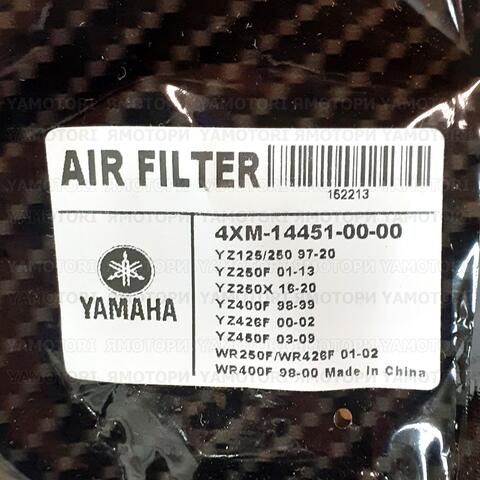 AIR FILTER
162213
4XM-14451-00-00
YZ125/250 97-20
YZ250F 01-13
YZ250X 16-20
YZ400F 98-99
YZ426F 00-02
YZ450F 03-09
WR250F/WR426F 01-02
WR400F 98-00 Made In China
YAMAHA
YAMOTORI ЯМОТОРИ YAMOTORI ЯМОТОРИ